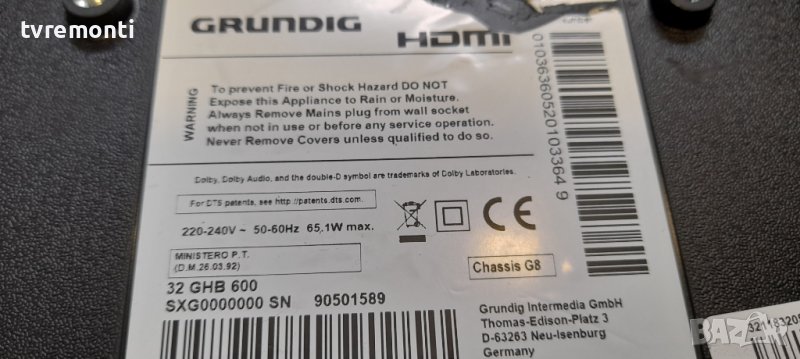 tvremonti
GRUNDIG
HDMI
WARNING
To prevent Fire or Shock Hazard DO NOT
Expose this Appliance to Rain or Moisture.
Always Remove Mains plug from wall socket
when not in use or before any service operation.
Never Remove Covers unless qualified to do so.
Dolby, Dolby Audio, and the double-D symbol are trademarks of Dolby Laboratories.
For DTS patents, see http://patents.dts.com.
220-240V ~ 50-60Hz 65,1W max.
CE
MINISTERO P.T.
(D.M.26.03.92)
Chassis G8
32 GHB 600
SXG0000000 SN 90501589
Grundig Intermedia GmbH
Thomas-Edison-Platz 3
D-63263 Neu-Isenburg
Germany
010363605201033649
BAZAR